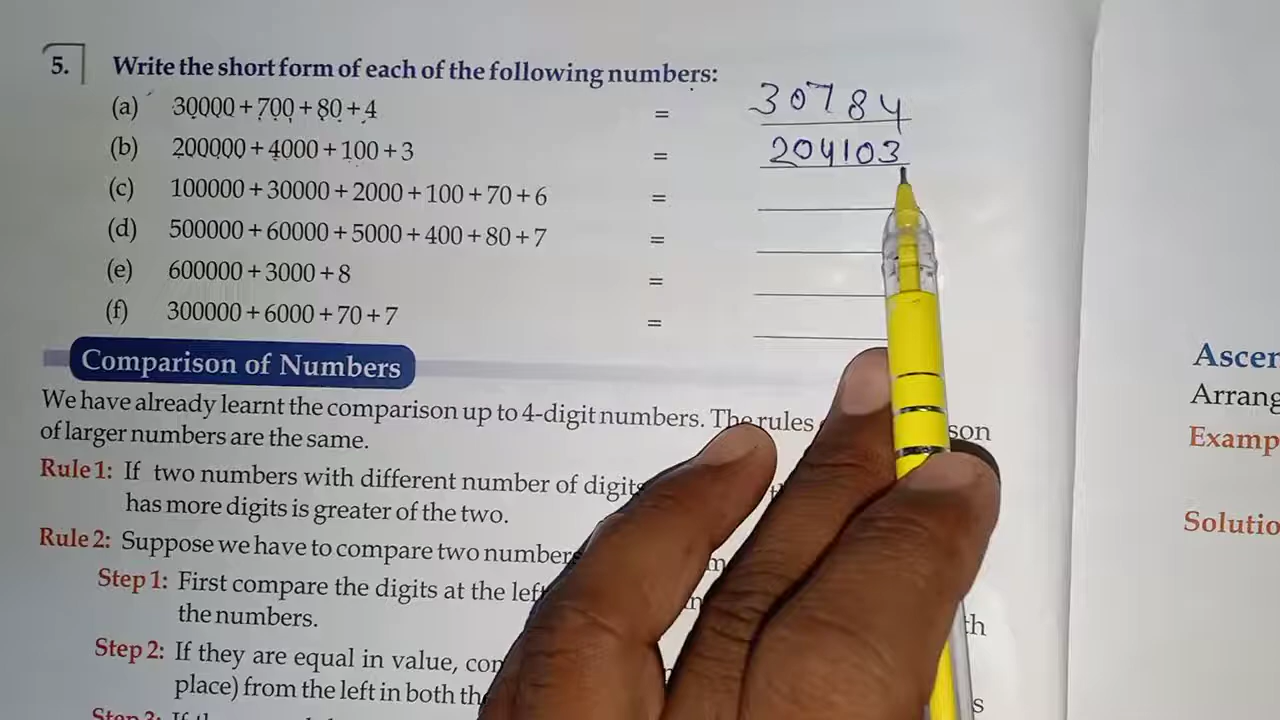 5. Write the short form of each of the following numbers:
(a) 30000 + 700 + 80 + 4 = 30784
(b) 200000 + 4000 + 100 + 3 = 204103
(c) 100000 + 30000 + 2000 + 100 + 70 + 6 =
(d) 500000 + 60000 + 5000 + 400 + 80 + 7 =
(e) 600000 + 3000 + 8 =
(f) 300000 + 6000 + 70 + 7 =
Comparison of Numbers
We have already learnt the comparison up to 4-digit numbers. The rules
of larger numbers are the same.
Rule 1: If two numbers with different number of digits
has more digits is greater of the two.
Rule 2: Suppose we have to compare two numbers
Step 1: First compare the digits at the left
the numbers.
Step 2: If they are equal in value,
place) from the left in both
Step 3: If
Solution